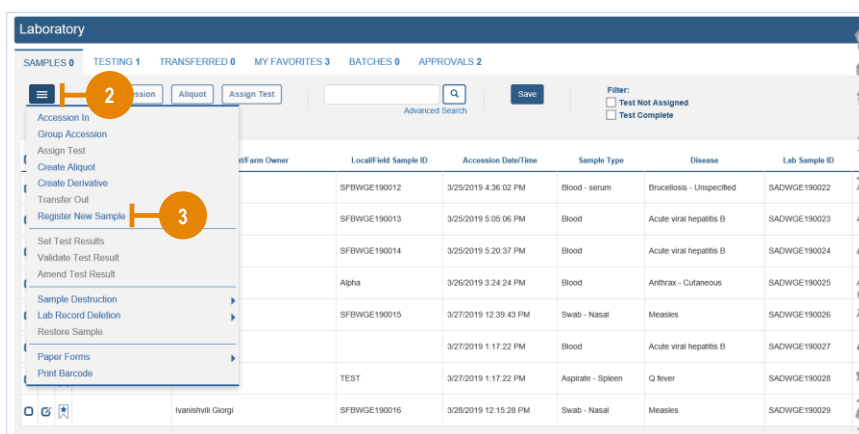 Laboratory
SAMPLES 0 TESTING 1 TRANSFERRED 0 MY FAVORITES 3 BATCHES 0 APPROVALS 2
2 Aliquot Assign Test Save Filter:
Test Not Assigned
Advanced Search Test Complete
Accession In
Group Accession
Assign Test
Create Aliquot
Create Derivative
Transfer Out
Register New Sample 3
Set Test Results
Validate Test Result
Amend Test Result
Sample Destruction
Lab Record Deletion
Restore Sample
Paper Forms
Print Barcode
Farm Owner Local/Field Sample ID Accession Date/Time Sample Type Disease Lab Sample ID
SFBWGE190012 3/25/2019 4:36:02 PM Blood - serum Brucellosis - Unspecified SADWGE190022
SFBWGE190013 3/25/2019 5:05:06 PM Blood Acute viral hepatitis B SADWGE190023
SFBWGE190014 3/25/2019 5:20:37 PM Blood Acute viral hepatitis B SADWGE190024
Alpha 3/26/2019 3:24:24 PM Blood Anthrax - Cutaneous SADWGE190025
SFBWGE190015 3/27/2019 12:39:43 PM Swab - Nasal Measles SADWGE190026
3/27/2019 1:17:22 PM Blood Acute viral hepatitis B SADWGE190027
TEST 3/27/2019 1:17:22 PM Aspirate - Spleen Q fever SADWGE190028
Ivanishvili Giorgi SFBWGE190016 3/28/2019 12:15:28 PM Swab - Nasal Measles SADWGE190029